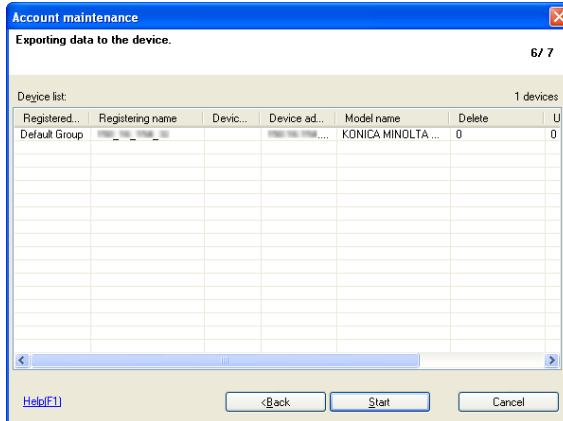 Account maintenance
Exporting data to the device.
6/ 7
Device list: 1 devices
Registered... Registering name Devic... Device ad... Model name Delete U
Default Group KONICA MINOLTA ... 0 0
Help(F1) <Back Start Cancel